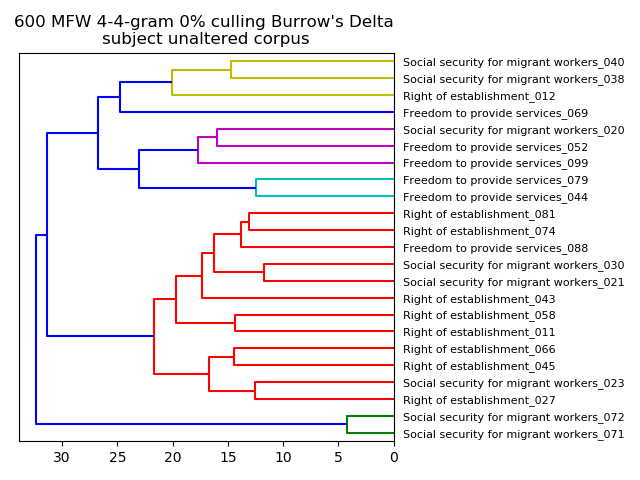 600 MFW 4-4-gram 0% culling Burrow's Delta
subject unaltered corpus
Social security for migrant workers_040
Social security for migrant workers_038
Right of establishment_012
Freedom to provide services_069
Social security for migrant workers_020
Freedom to provide services_052
Freedom to provide services_099
Freedom to provide services_079
Freedom to provide services_044
Right of establishment_081
Right of establishment_074
Freedom to provide services_088
Social security for migrant workers_030
Social security for migrant workers_021
Right of establishment_043
Right of establishment_058
Right of establishment_011
Right of establishment_066
Right of establishment_045
Social security for migrant workers_023
Right of establishment_027
Social security for migrant workers_072
Social security for migrant workers_071
30 25 20 15 10 5 0